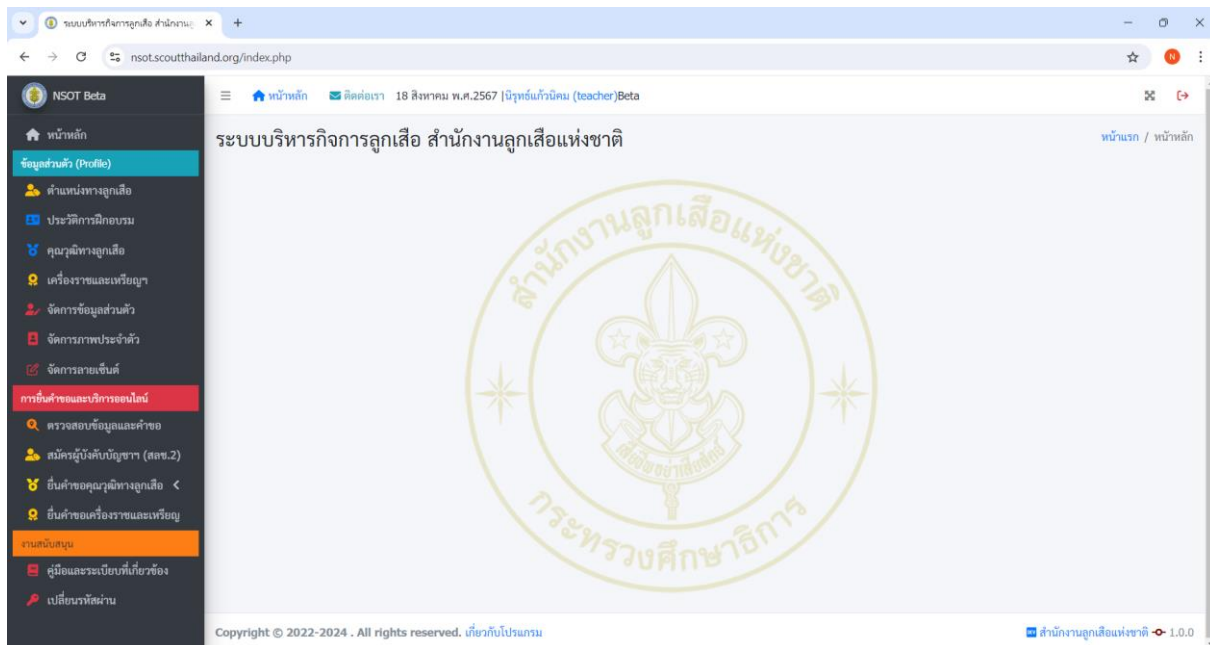 ระบบบริหารกิจการลูกเสือ สำนักงานลู
nsot.scoutthailand.org/index.php
N
NSOT Beta
หน้าหลัก
ติดต่อเรา
18 สิงหาคม พ.ศ.2567 |นิรุทธ์แก้วนิคม (teacher)Beta
หน้าหลัก
ข้อมูลส่วนตัว (Profile)
ตำแหน่งทางลูกเสือ
ประวัติการฝึกอบรม
คุณวุฒิทางลูกเสือ
เครื่องราชและเหรียญฯ
จัดการข้อมูลส่วนตัว
จัดการภาพประจำตัว
จัดการลายเซ็นต์
การยื่นคำขอและบริการออนไลน์
ตรวจสอบข้อมูลและคำขอ
สมัครผู้บังคับบัญชาฯ (สลช.2)
ยื่นคำขอคุณวุฒิทางลูกเสือ
ยื่นคำขอเครื่องราชและเหรียญ
งานสนับสนุน
คู่มือและระเบียบที่เกี่ยวข้อง
เปลี่ยนรหัสผ่าน
ระบบบริหารกิจการลูกเสือ สำนักงานลูกเสือแห่งชาติ
หน้าแรก / หน้าหลัก
สำนักงานลูกเสือแห่งชาติ
เสียชีพอย่าเสียสัตย์
กระทรวงศึกษาธิการ
Copyright © 2022-2024 . All rights reserved. เกี่ยวกับโปรแกรม
สำนักงานลูกเสือแห่งชาติ 1.0.0